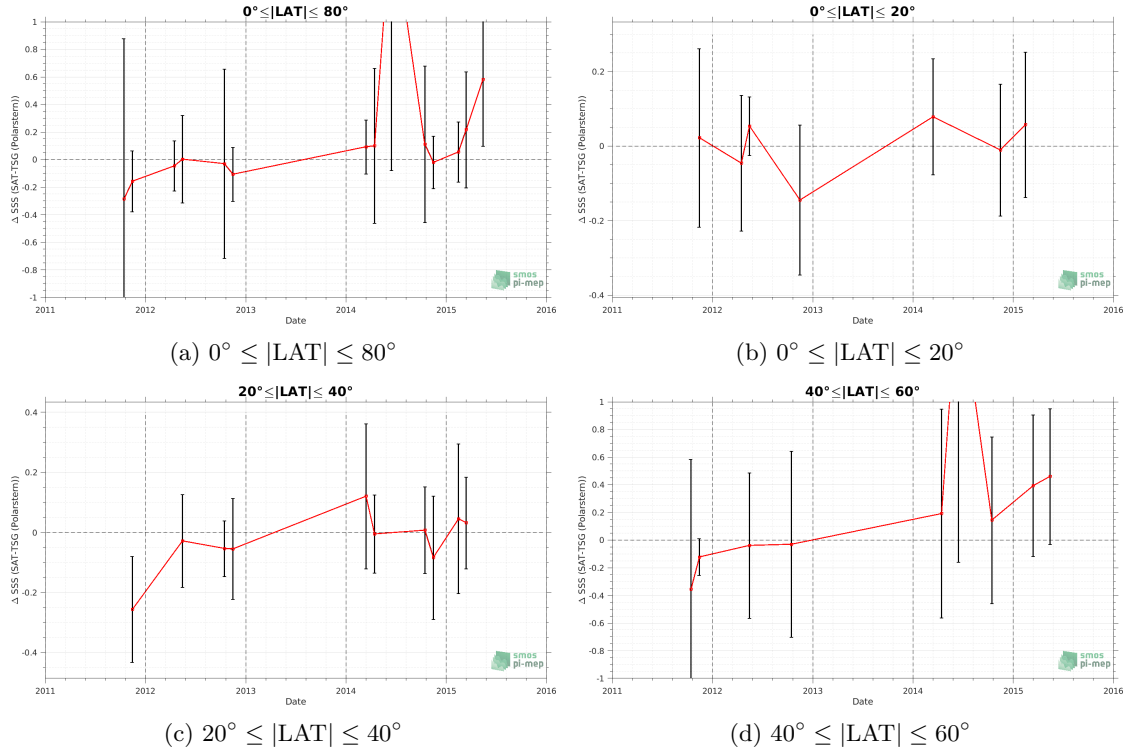 0°≤|LAT|≤ 80°
Δ SSS (SAT-TSG (Polarstern))
1
0.8
0.6
0.4
0.2
0
-0.2
-0.4
-0.6
-0.8
-1
2011 2012 2013 2014 2015 2016
Date
smos
pi-mep
(a) 0° ≤ |LAT| ≤ 80°
0°≤|LAT|≤ 20°
Δ SSS (SAT-TSG (Polarstern))
0.2
0
-0.2
-0.4
2011 2012 2013 2014 2015 2016
Date
smos
pi-mep
(b) 0° ≤ |LAT| ≤ 20°
20°≤|LAT|≤ 40°
Δ SSS (SAT-TSG (Polarstern))
0.4
0.2
0
-0.2
-0.4
2011 2012 2013 2014 2015 2016
Date
smos
pi-mep
(c) 20° ≤ |LAT| ≤ 40°
40°≤|LAT|≤ 60°
Δ SSS (SAT-TSG (Polarstern))
1
0.8
0.6
0.4
0.2
0
-0.2
-0.4
-0.6
-0.8
-1
2011 2012 2013 2014 2015 2016
Date
smos
pi-mep
(d) 40° ≤ |LAT| ≤ 60°